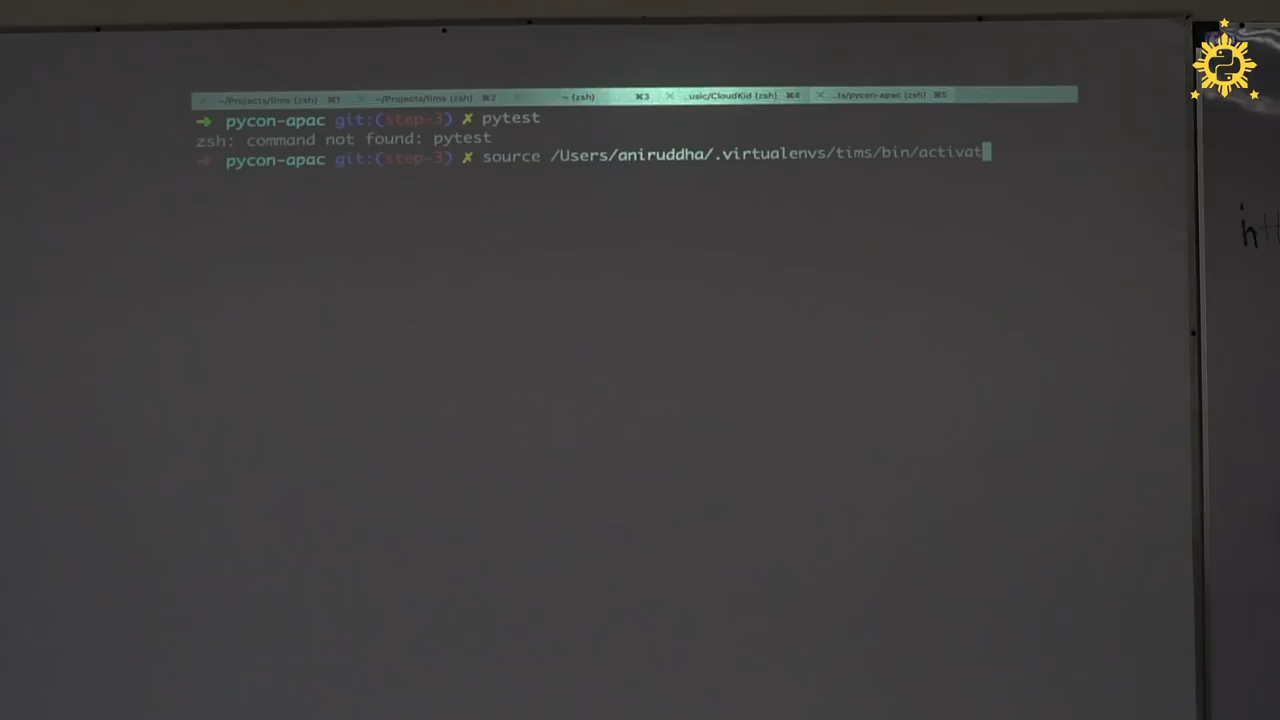 ~/Projects/tims (zsh) ⌘1 ~/Projects/tims (zsh) ⌘2 ~ (zsh) ⌘3 ..usic/CloudKid (zsh) ⌘4 ..ts/pycon-apac (zsh) ⌘5
➜ pycon-apac git:(step-3) ✗ pytest
zsh: command not found: pytest
➜ pycon-apac git:(step-3) ✗ source /Users/aniruddha/.virtualenvs/tims/bin/activat